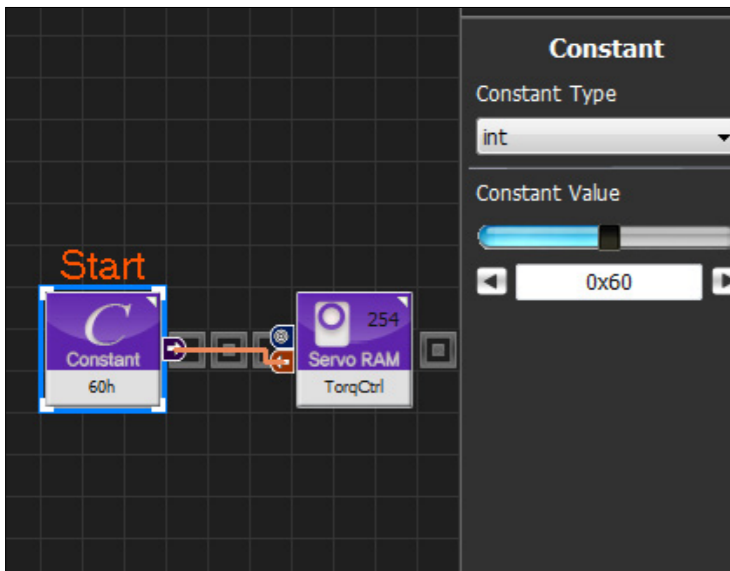 Constant
Constant Type
int
Constant Value
0x60
Start
C
Constant
60h
254
Servo RAM
TorqCtrl